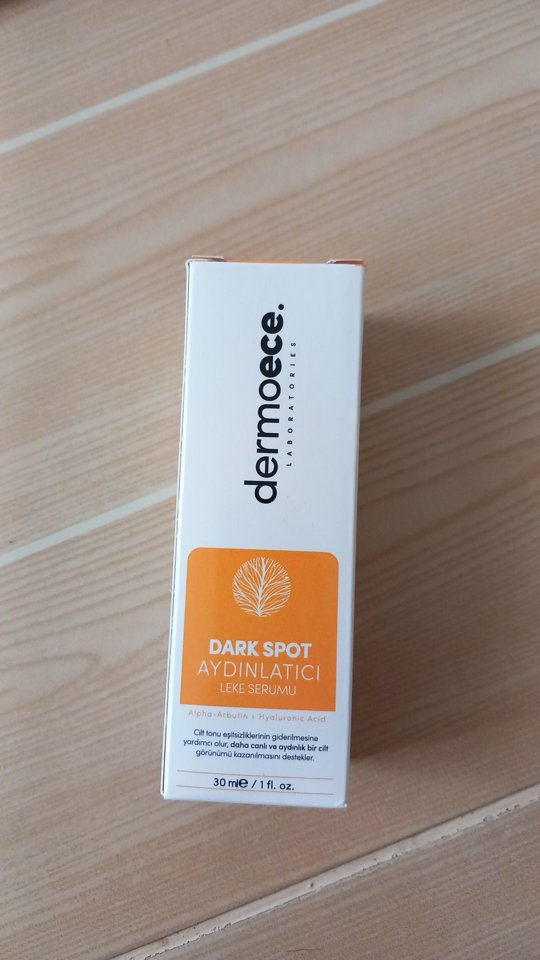 dermoece.
LABORATORIES
DARK SPOT
AYDINLATICI
LEKE SERUMU
Alpha-Arbutin + Hyaluronic Acid
Cilt tonu eşitsizliklerinin giderilmesine
yardımcı olur, daha canlı ve aydınlık bir cilt
görünümü kazanılmasını destekler.
30 ml℮ / 1 fl. oz.